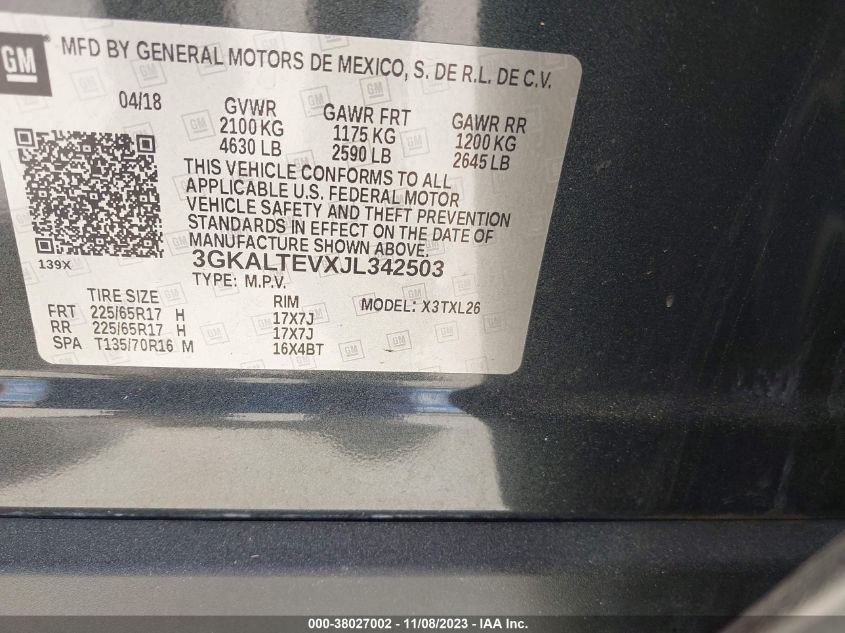 GM
MFD BY GENERAL MOTORS DE MEXICO, S. DE R.L. DE C.V.
04/18
GVWR
2100 KG
4630 LB
GAWR FRT
1175 KG
2590 LB
GAWR RR
1200 KG
2645 LB
THIS VEHICLE CONFORMS TO ALL
APPLICABLE U.S. FEDERAL MOTOR
VEHICLE SAFETY AND THEFT PREVENTION
STANDARDS IN EFFECT ON THE DATE OF
MANUFACTURE SHOWN ABOVE.
139X
3GKALTEVXJL342503
TYPE: M.P.V.
MODEL: X3TXL26
TIRE SIZE RIM
FRT 225/65R17 H 17X7J
RR 225/65R17 H 17X7J
SPA T135/70R16 M 16X4BT
000-38027002 - 11/08/2023 - IAA Inc.